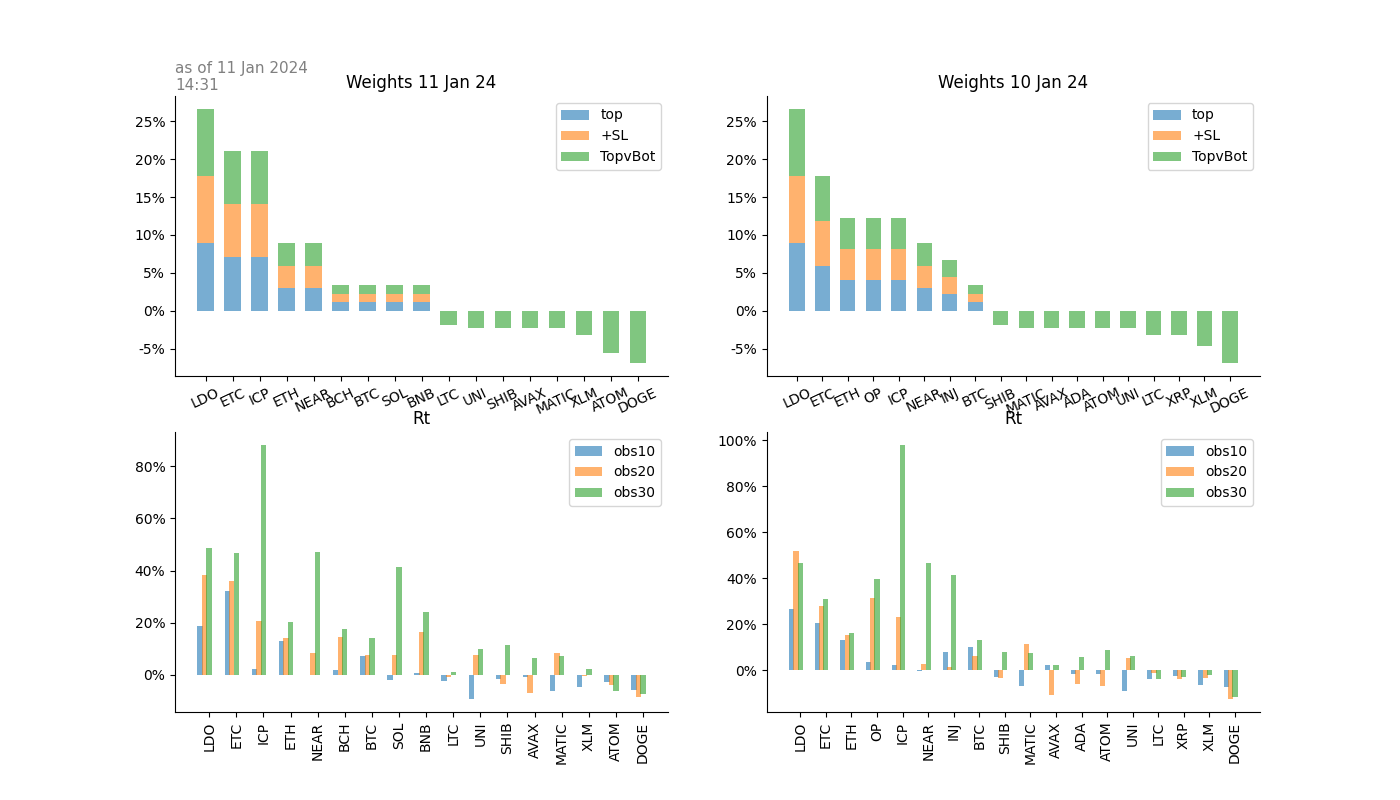 as of 11 Jan 2024
14:31
Weights 11 Jan 24
25%
20%
15%
10%
5%
0%
-5%
top
+SL
TopvBot
LDO ETC ICP ETH NEAR BCH BTC SOL BNB LTC UNI SHIB AVAX MATIC XLM ATOM DOGE
Weights 10 Jan 24
25%
20%
15%
10%
5%
0%
-5%
top
+SL
TopvBot
LDO ETC ETH OP ICP NEAR INJ BTC SHIB MATIC AVAX ADA ATOM UNI LTC XRP XLM DOGE
Rt
80%
60%
40%
20%
0%
obs10
obs20
obs30
LDO ETC ICP ETH NEAR BCH BTC SOL BNB LTC UNI SHIB AVAX MATIC XLM ATOM DOGE
Rt
100%
80%
60%
40%
20%
0%
obs10
obs20
obs30
LDO ETC ETH OP ICP NEAR INJ BTC SHIB MATIC AVAX ADA ATOM UNI LTC XRP XLM DOGE